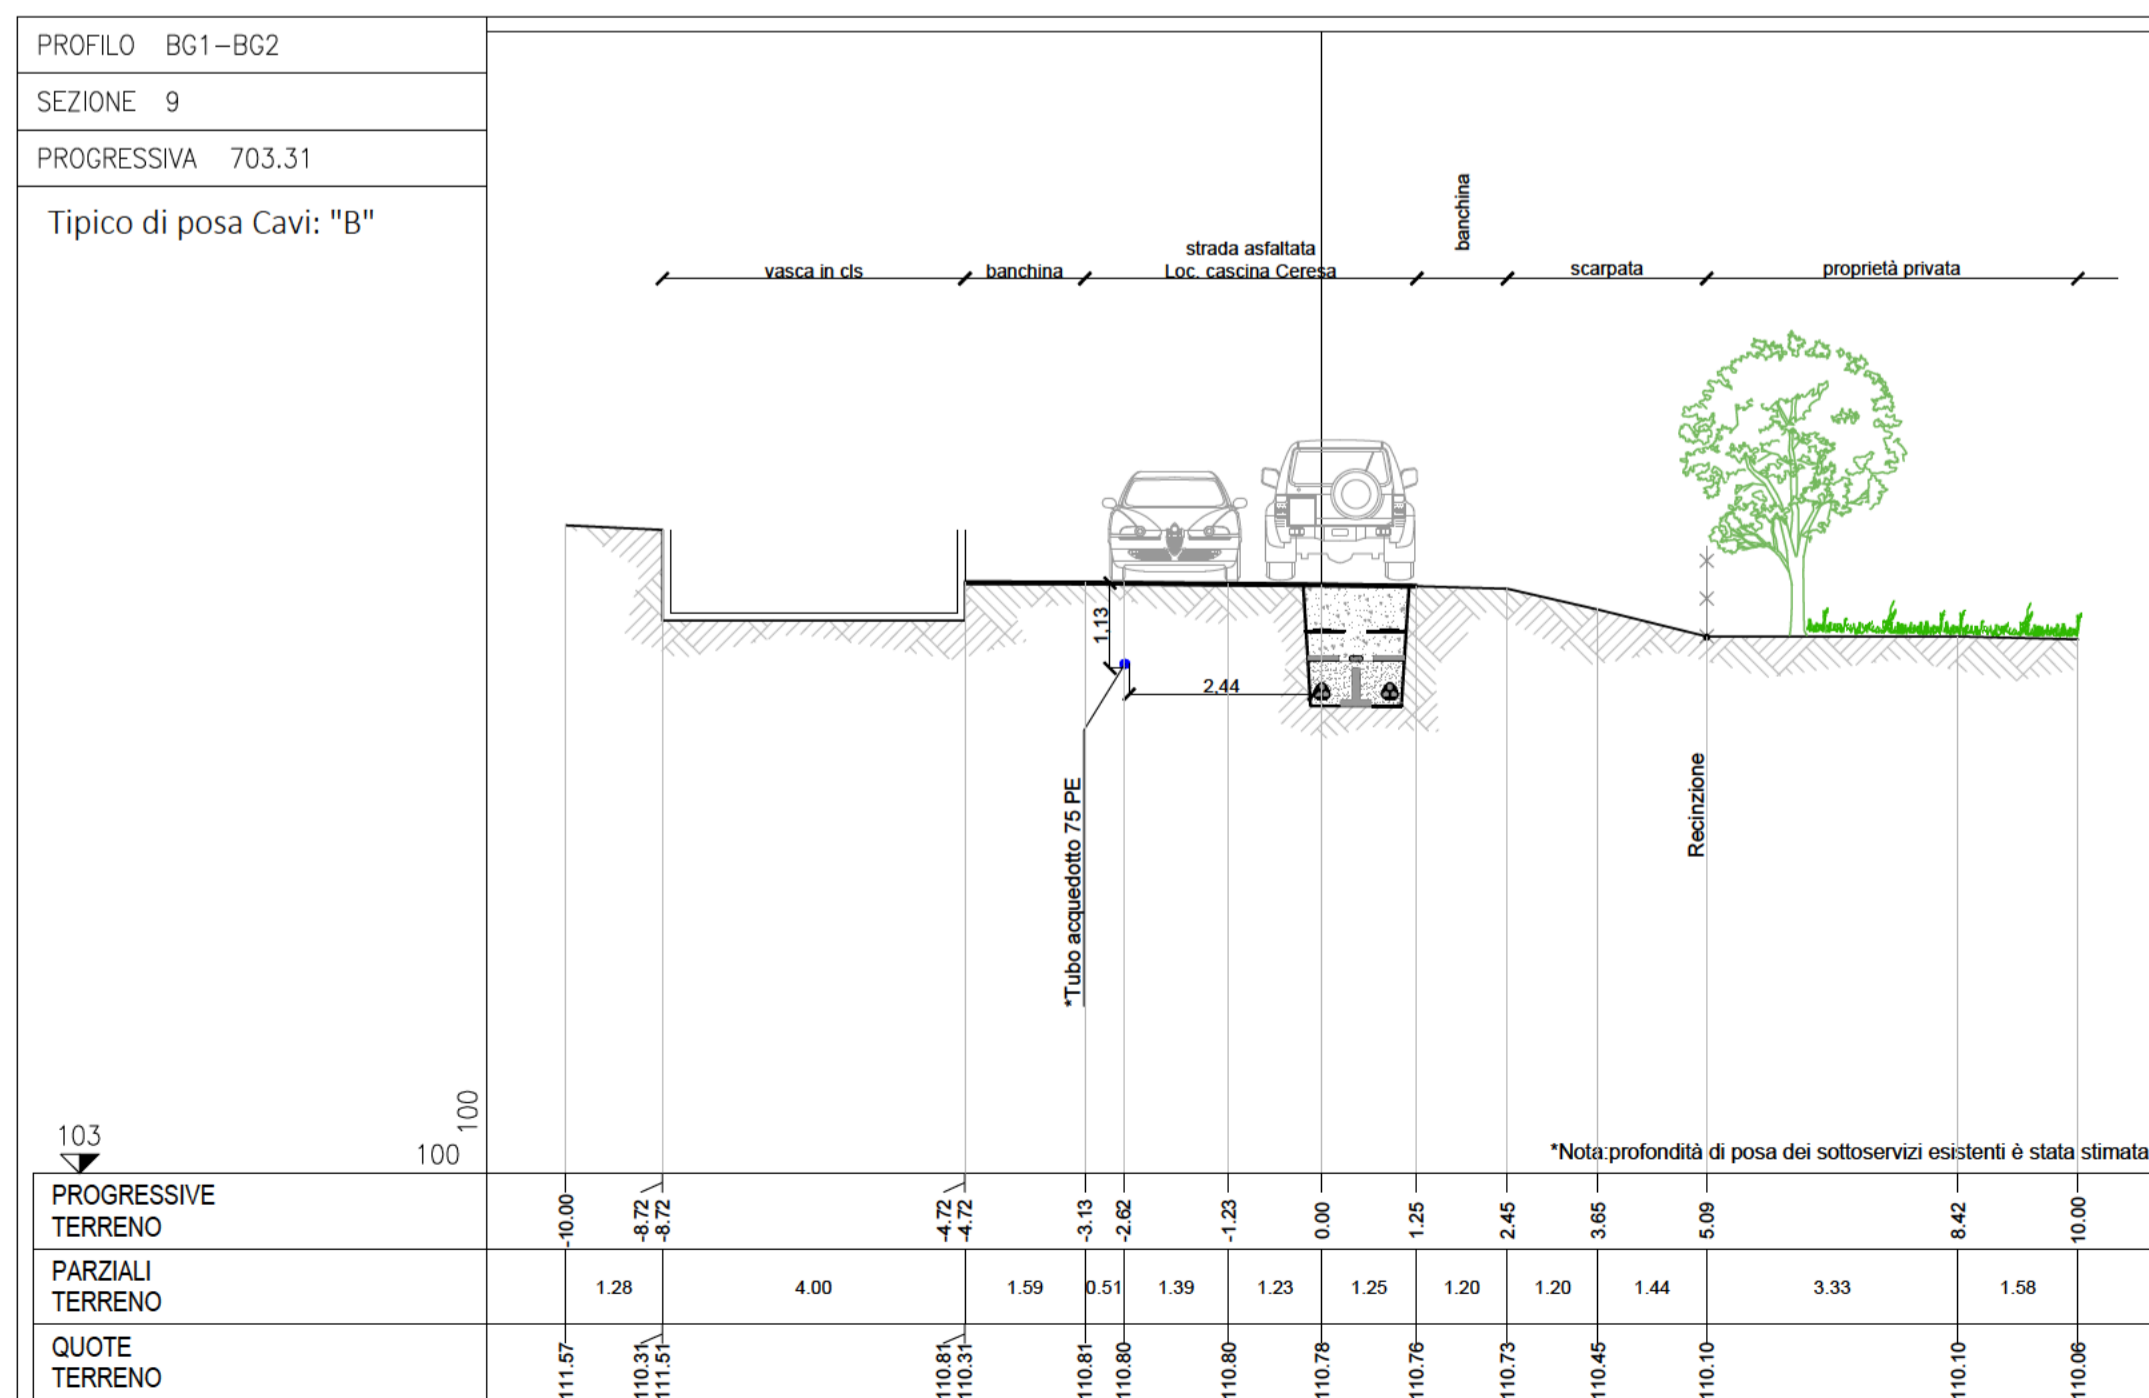 PROFILO BG1-BG2
SEZIONE 9
PROGRESSIVA 703.31
Tipico di posa Cavi: "B"
banchina
strada asfaltata
vasca in cls banchina Loc. cascina Ceresa scarpata proprietà privata
1,13
2,44
*Tubo acquedotto 75 PE
Recinzione
100
103
100
*Nota:profondità di posa dei sottoservizi esistenti è stata stimata
PROGRESSIVE
TERRENO
-10.00 -8.72 -8.72 -4.72 -4.72 -3.13 -2.62 -1.23 0.00 1.25 2.45 3.65 5.09 8.42 10.00
PARZIALI
TERRENO
1.28 4.00 1.59 0.51 1.39 1.23 1.25 1.20 1.20 1.44 3.33 1.58
QUOTE
TERRENO
111.57 110.31 111.51 110.81 110.31 110.81 110.80 110.80 110.78 110.76 110.73 110.45 110.10 110.10 110.06